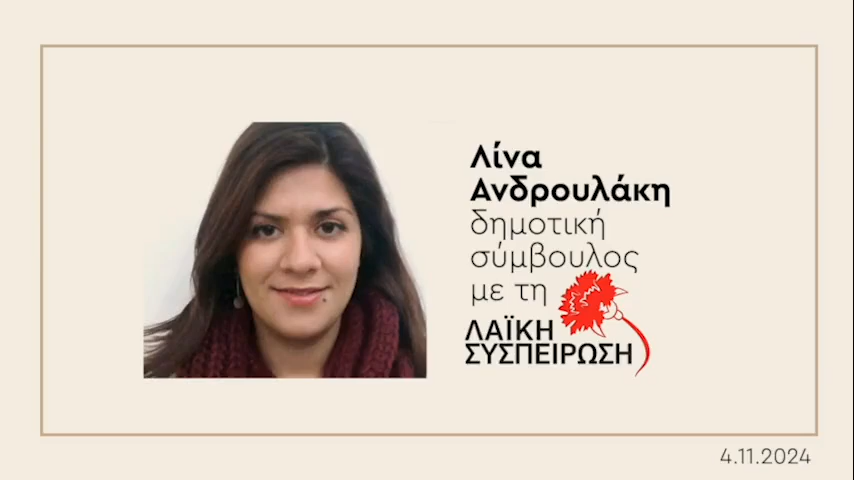 Λίνα
Ανδρουλάκη
δημοτική
σύμβουλος
με τη
ΛΑΪΚΗ
ΣΥΣΠΕΙΡΩΣΗ
4.11.2024